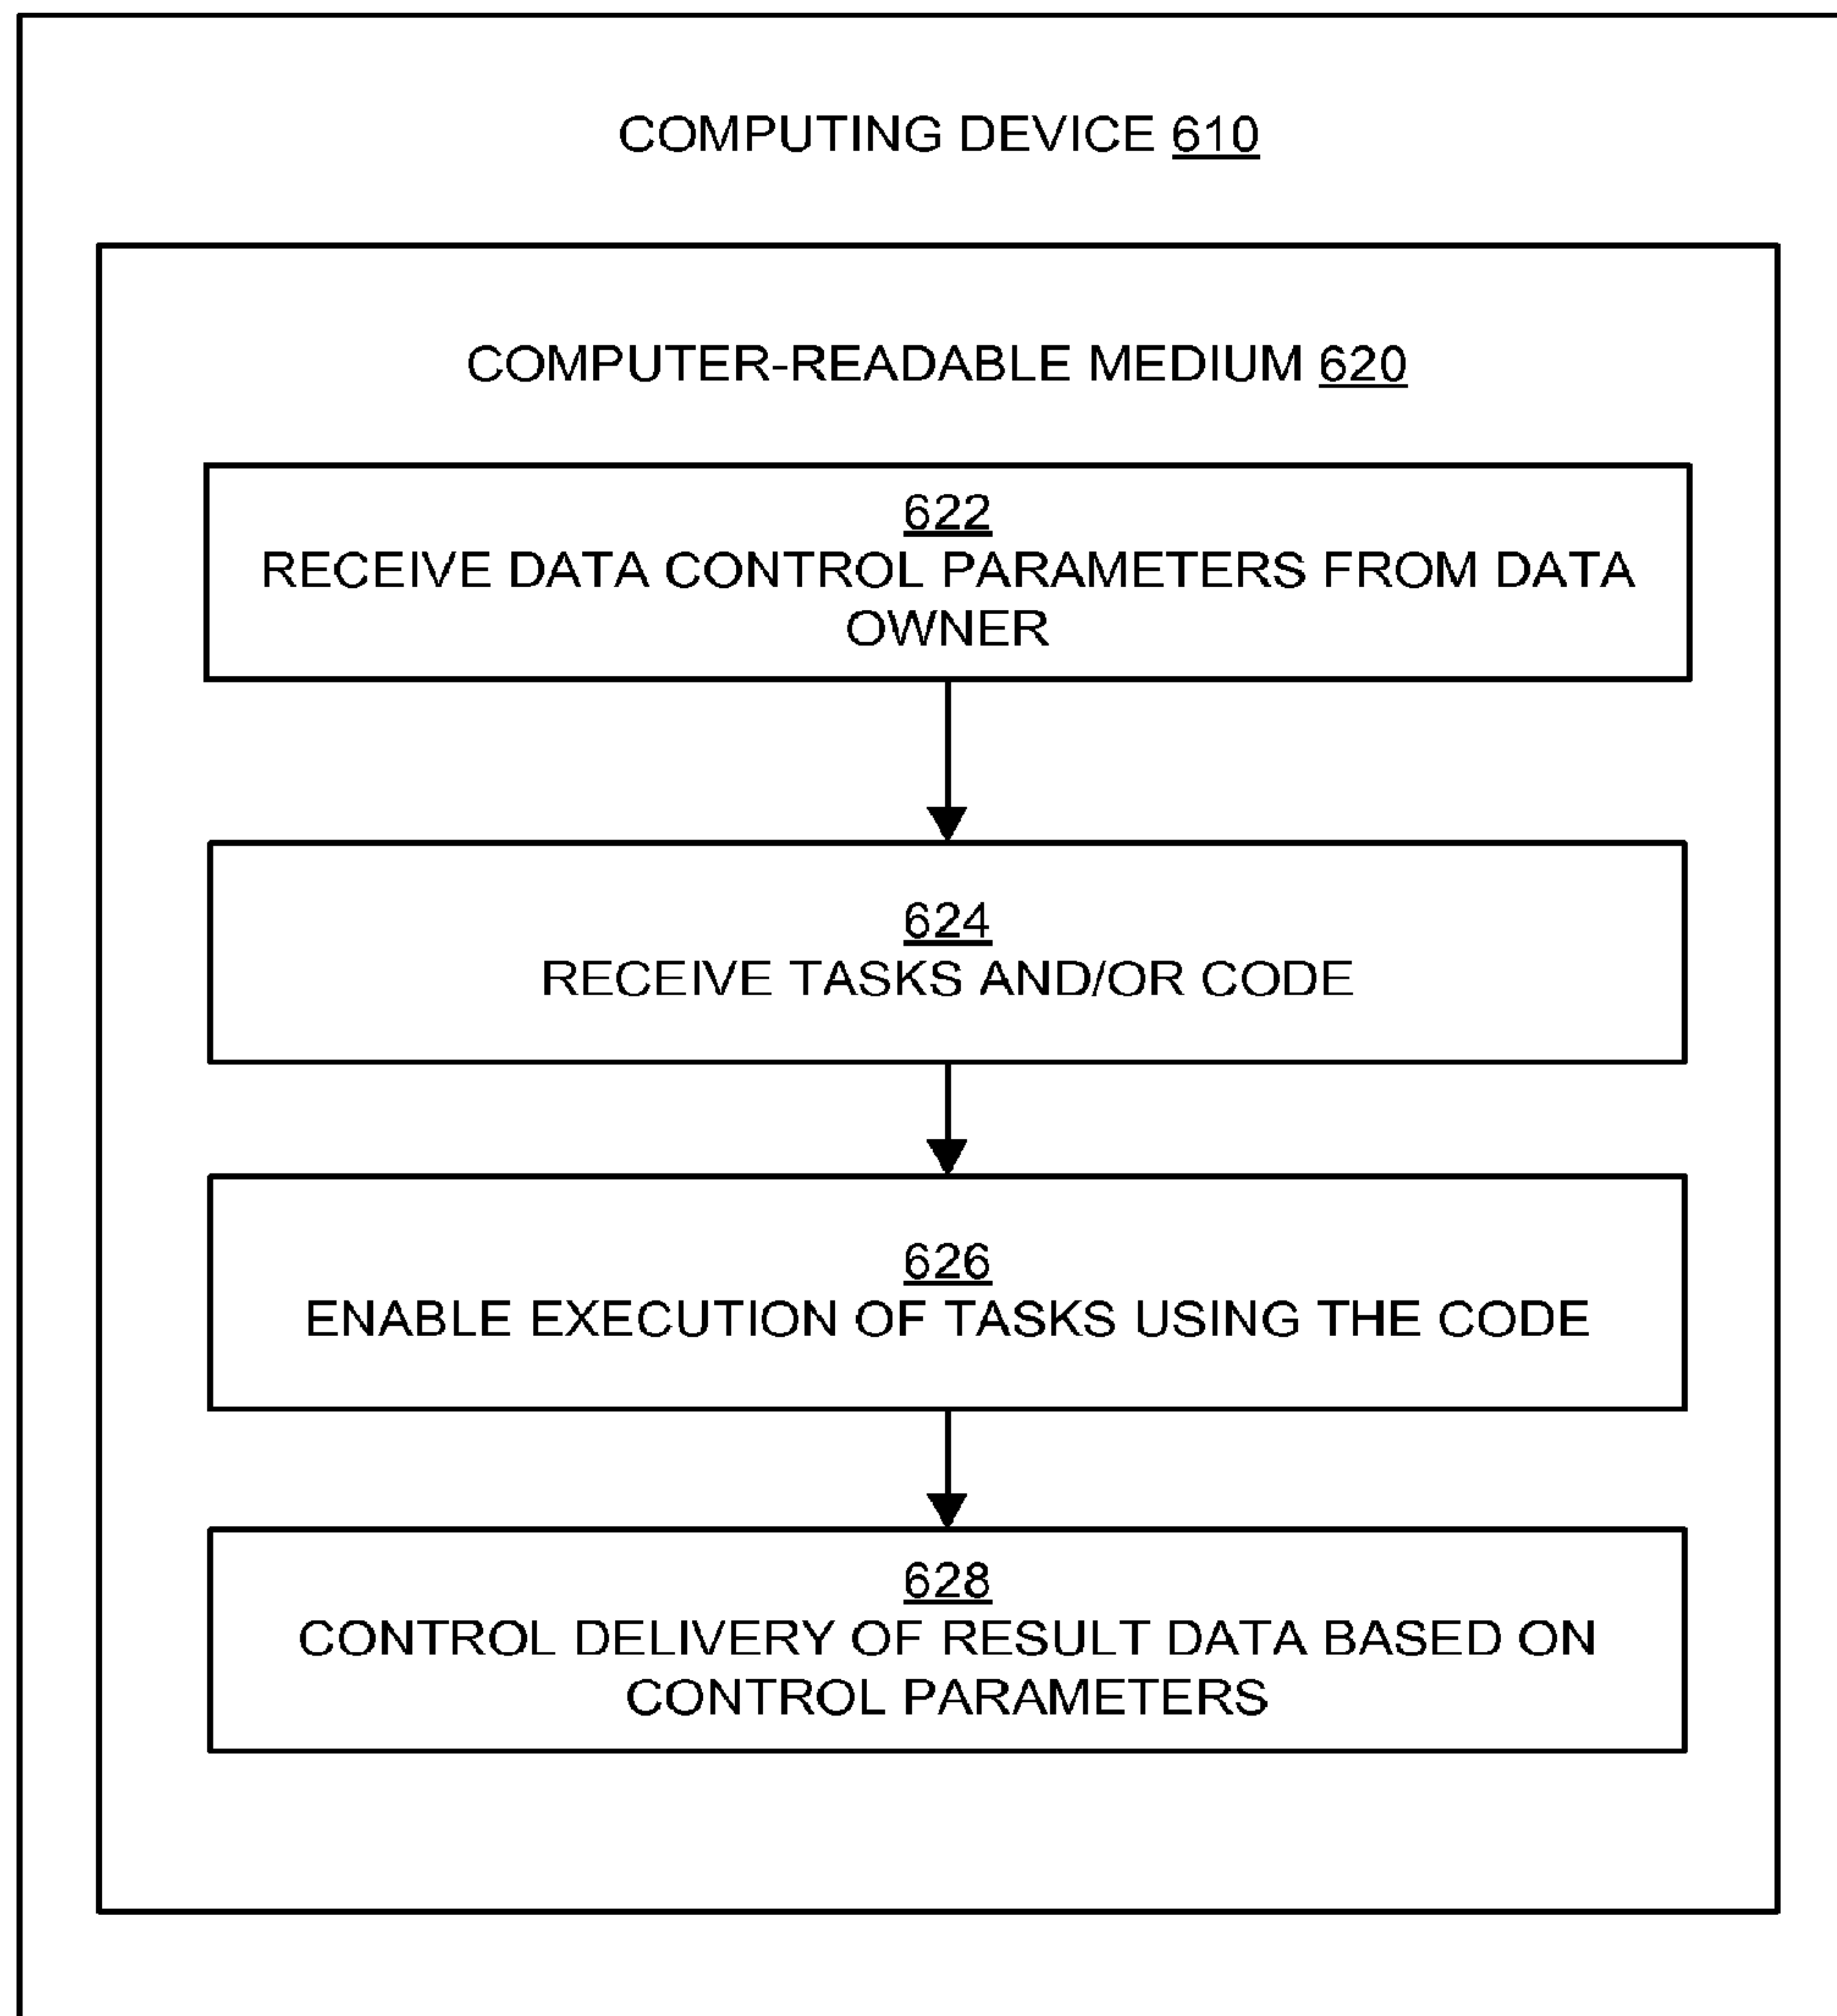 COMPUTING DEVICE 610
COMPUTER-READABLE MEDIUM 620
622
RECEIVE DATA CONTROL PARAMETERS FROM DATA
OWNER
624
RECEIVE TASKS AND/OR CODE
626
ENABLE EXECUTION OF TASKS USING THE CODE
628
CONTROL DELIVERY OF RESULT DATA BASED ON
CONTROL PARAMETERS